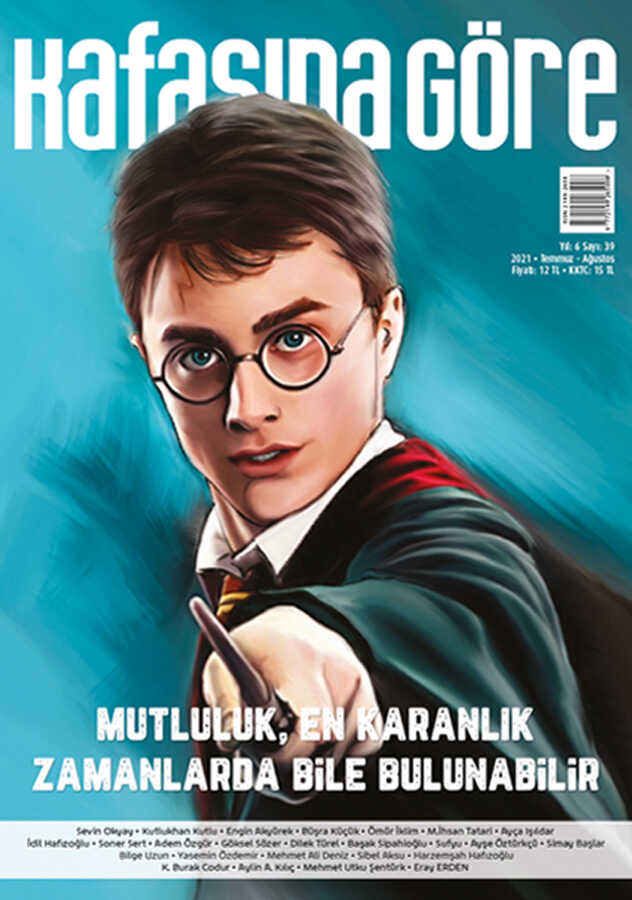 Kafasına Göre
Yıl: 6 Sayı: 39
2021 • Temmuz - Ağustos
Fiyatı: 12 TL • KKTC: 15 TL
MUTLULUK, EN KARANLIK
ZAMANLARDA BİLE BULUNABİLİR
Sevin Okyay • Kutlukhan Kutlu • Engin Akyürek • Büşra Küçük • Ömür İklim • M.İhsan Tatari • Ayça Işıldar
İdil Hafızoğlu • Soner Sert • Adem Özgür • Göksel Sözer • Dilek Türel • Başak Sipahioğlu • Sufyu • Ayşe Öztürkçü • Simay Başlar
Bilge Uzun • Yasemin Özdemir • Mehmet Ali Deniz • Sibel Aksu • Harzemşah Hafızoğlu
K. Burak Codur • Aylin A. Kılıç • Mehmet Utku Şentürk • Eray ERDEN